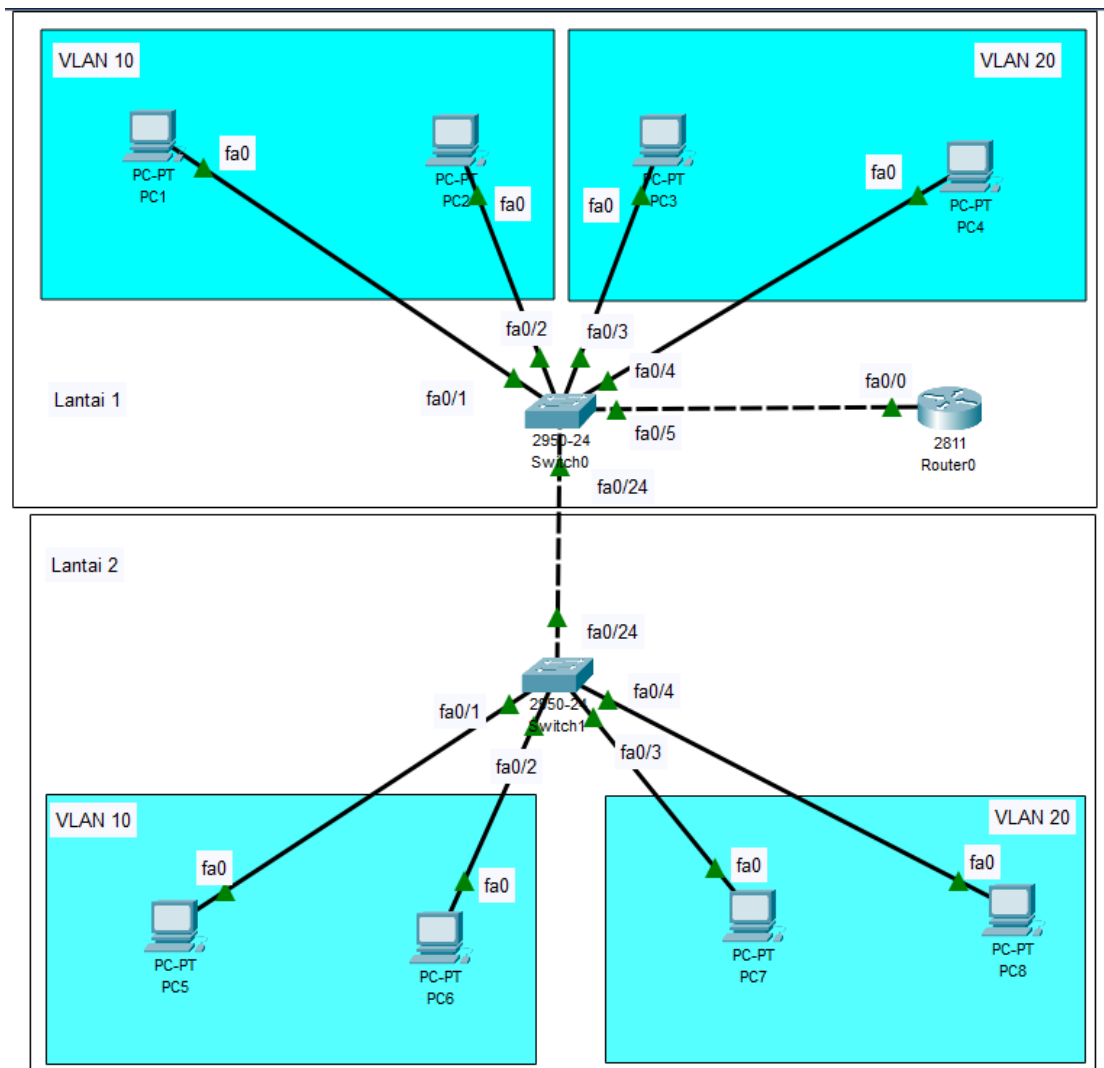 VLAN 10
VLAN 20
fa0
PC-PT
PC1
PC-PT
PC2
fa0
fa0
PC-PT
PC3
fa0
PC-PT
PC4
fa0/2
fa0/3
fa0/4
fa0/0
Lantai 1
fa0/1
fa0/5
2950-24
Switch0
2811
Router0
fa0/24
Lantai 2
fa0/24
fa0/4
fa0/1
2950-24
Switch1
fa0/3
fa0/2
VLAN 10
VLAN 20
fa0
fa0
fa0
fa0
PC-PT
PC5
PC-PT
PC6
PC-PT
PC7
PC-PT
PC8